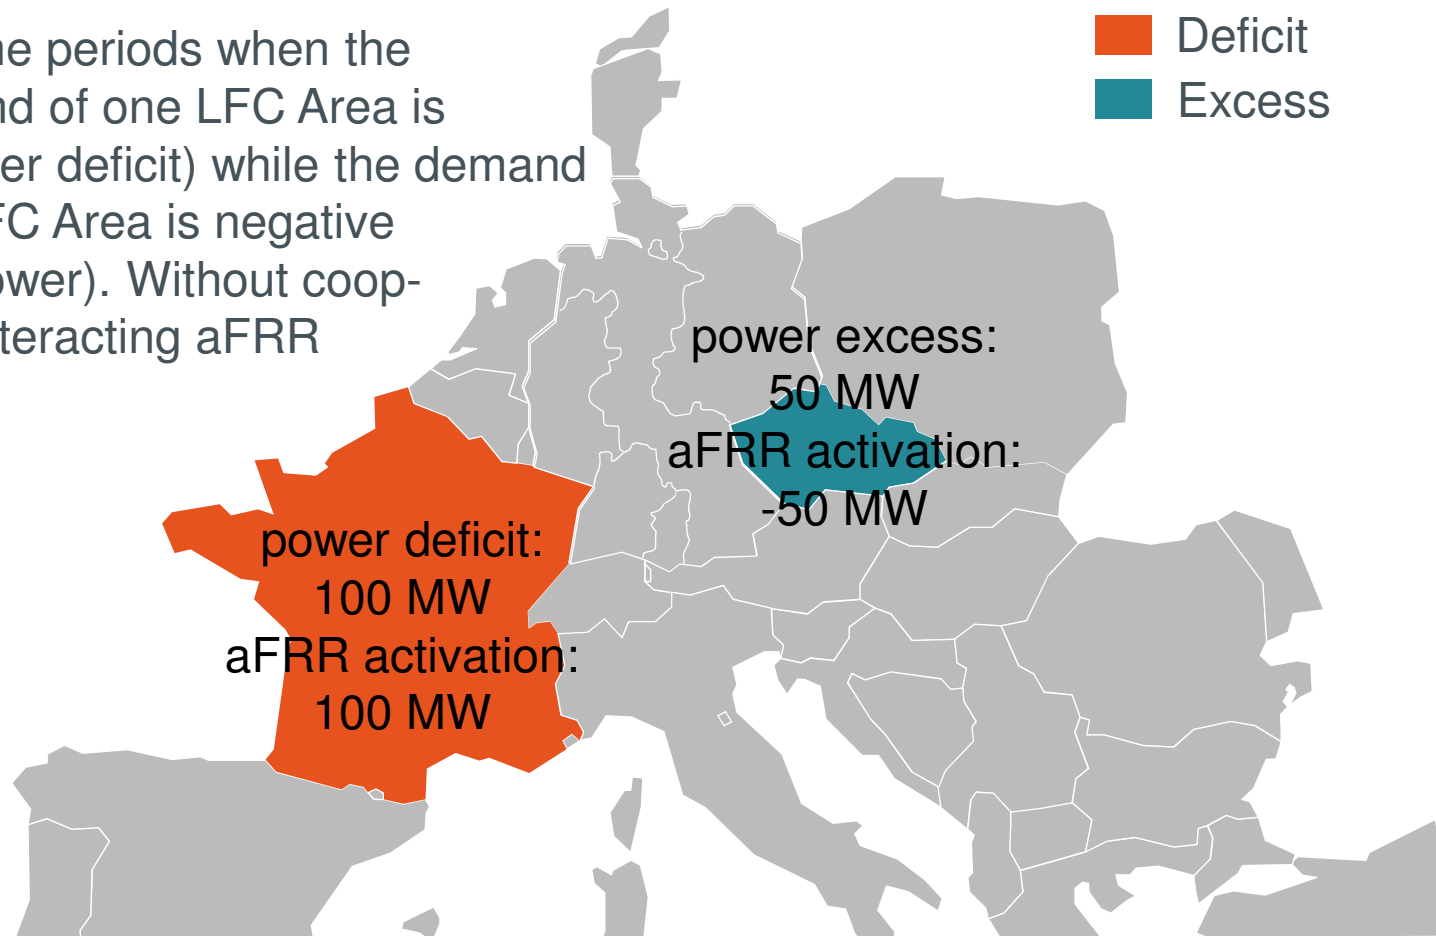 ne periods when the
nd of one LFC Area is
er deficit) while the demand
FC Area is negative
ower). Without coop-
nteracting aFRR
Deficit
Excess
power excess:
50 MW
aFRR activation:
-50 MW
power deficit:
100 MW
aFRR activation:
100 MW